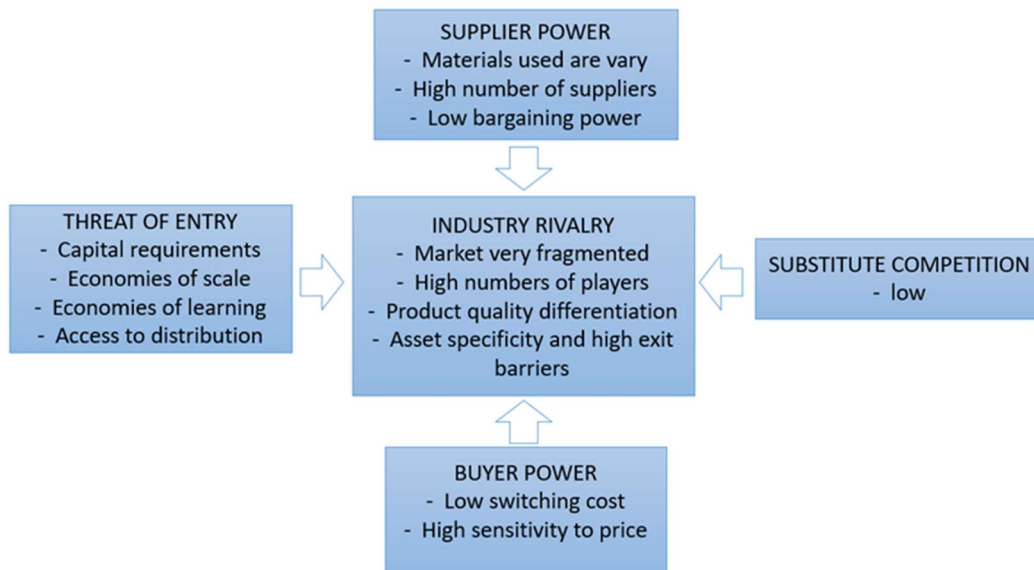 SUPPLIER POWER
- Materials used are vary
- High number of suppliers
- Low bargaining power
THREAT OF ENTRY
- Capital requirements
- Economies of scale
- Economies of learning
- Access to distribution
INDUSTRY RIVALRY
- Market very fragmented
- High numbers of players
- Product quality differentiation
- Asset specificity and high exit
barriers
SUBSTITUTE COMPETITION
- low
BUYER POWER
- Low switching cost
- High sensitivity to price